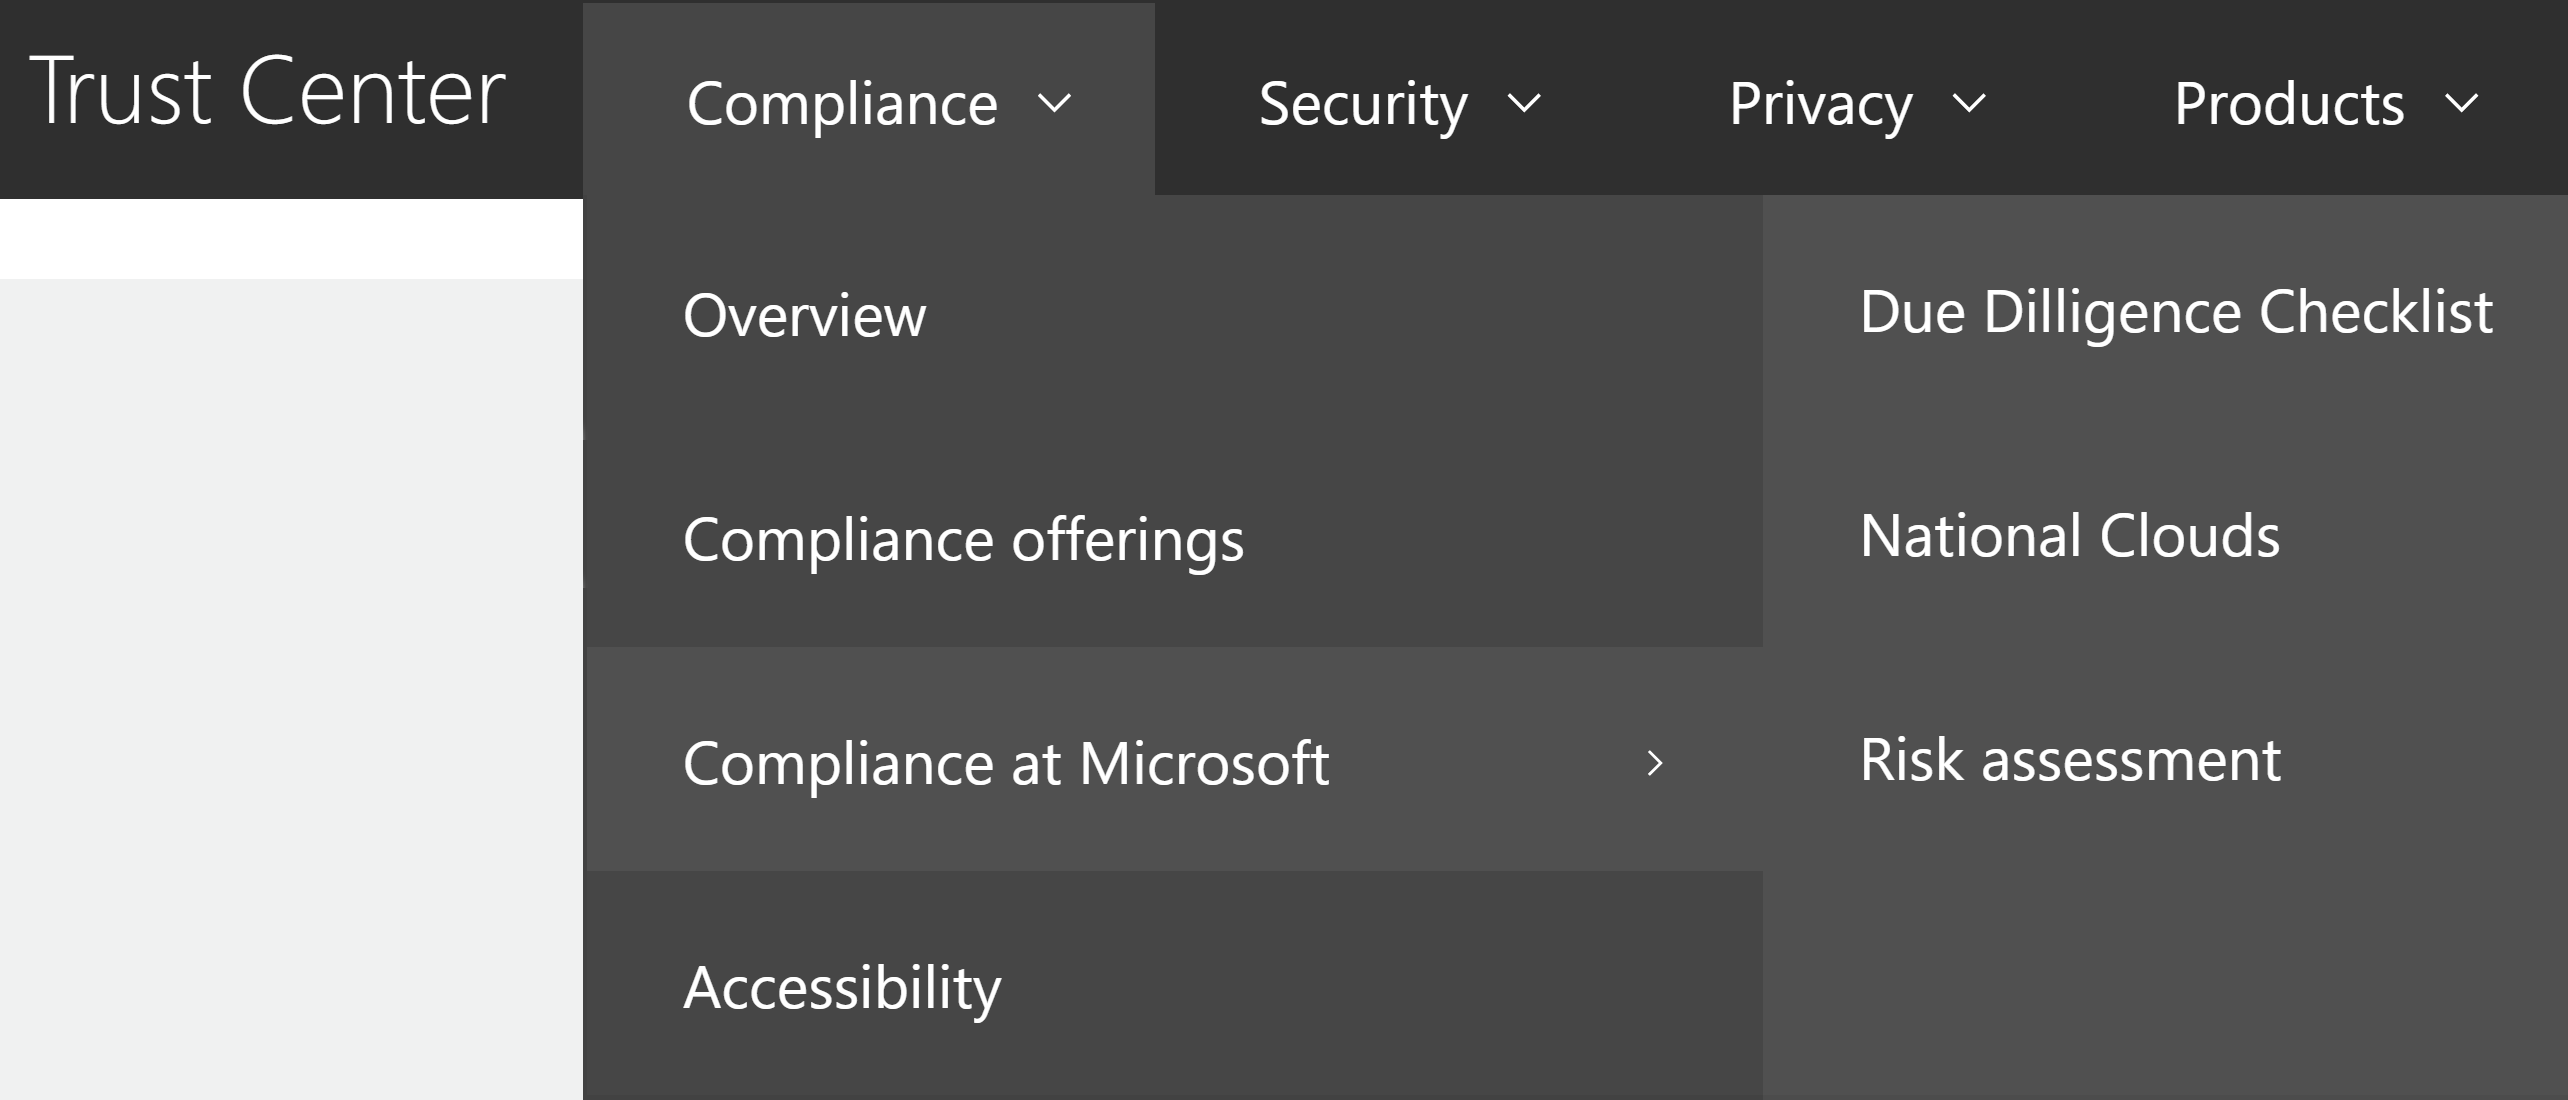 Trust Center
Compliance
Security
Privacy
Products
Overview
Compliance offerings
Compliance at Microsoft
Accessibility
Due Dilligence Checklist
National Clouds
Risk assessment